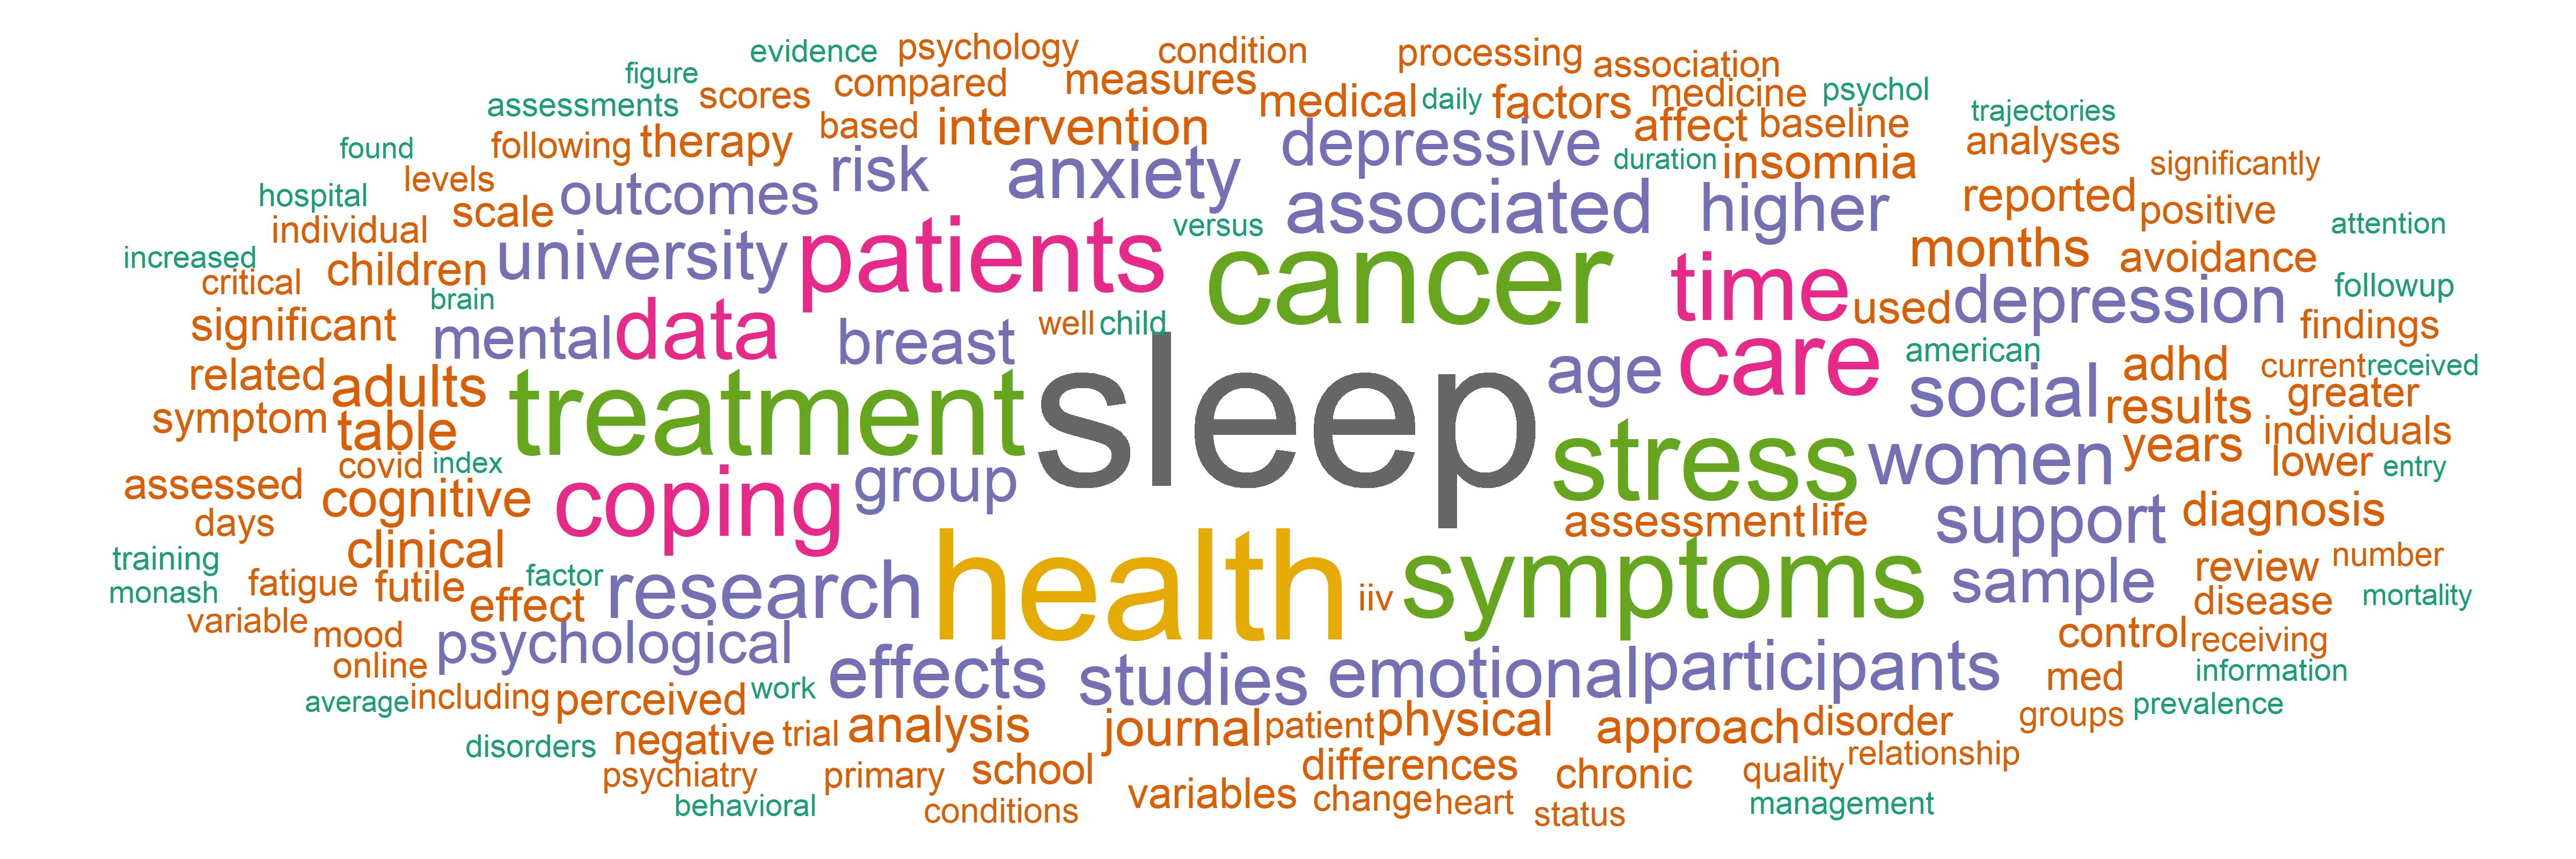 evidence psychology condition processing association
figure compared measures
assessments scores medical daily factors medicine psychol trajectories
found following therapy based intervention depressive affect baseline analyses
hospital levels outcomes risk anxiety duration insomnia significantly
individual scale versus associated higher reported positive attention
increased children university patients cancer time months avoidance
critical brain used depression followup
significant mental data breast well child findings
related adults treatment sleep age care american adhd current received
symptom table social results greater
covid index group stress women years individuals
assessed cognitive coping lower entry
days assessment life support diagnosis
training clinical number
monash fatigue futile factor research health iiv symptoms sample review
variable effect disease mortality
mood psychological control receiving
online effects studies emotional participants med information
average including perceived work groups prevalence
disorders negative trial analysis journal patient physical approach disorder
psychiatry primary school differences chronic quality relationship
behavioral conditions variables change heart status management